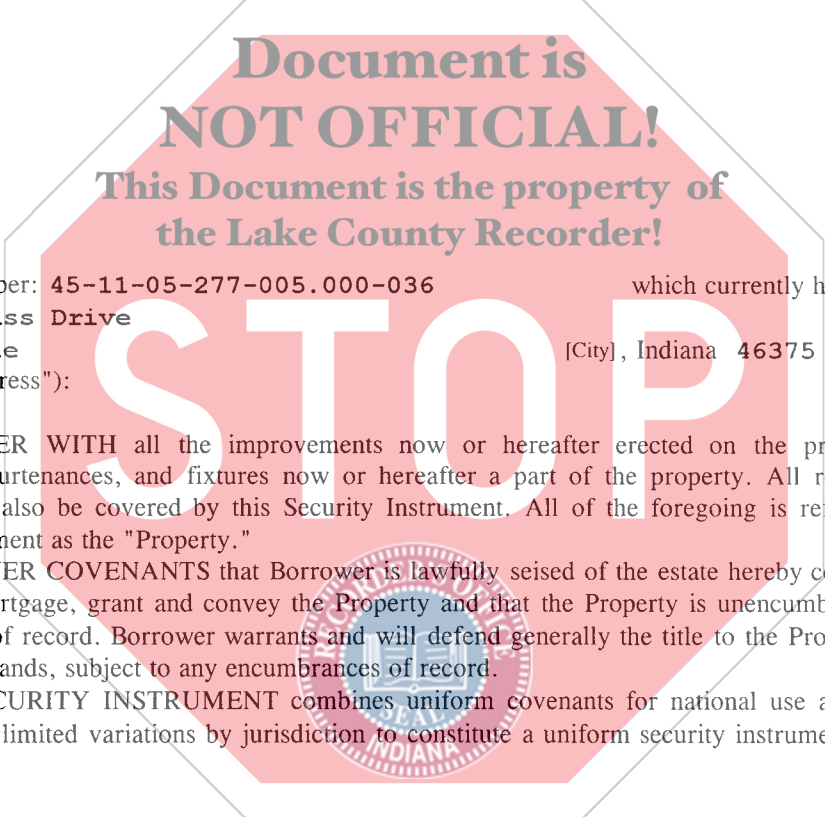 Document is
NOT OFFICIAL!
This Document is the property of
the Lake County Recorder!
ber: 45-11-05-277-005.000-036 which currently h
ss Drive
e [City], Indiana 46375
ress"):
STOP
ER WITH all the improvements now or hereafter erected on the pr
urtenances, and fixtures now or hereafter a part of the property. All r
also be covered by this Security Instrument. All of the foregoing is re
ment as the "Property."
ER COVENANTS that Borrower is lawfully seised of the estate hereby c
rtgage, grant and convey the Property and that the Property is unencumb
of record. Borrower warrants and will defend generally the title to the Pro
ands, subject to any encumbrances of record.
CURITY INSTRUMENT combines uniform covenants for national use a
limited variations by jurisdiction to constitute a uniform security instrume
RECORDER'S OFFICE
SEAL
INDIANA